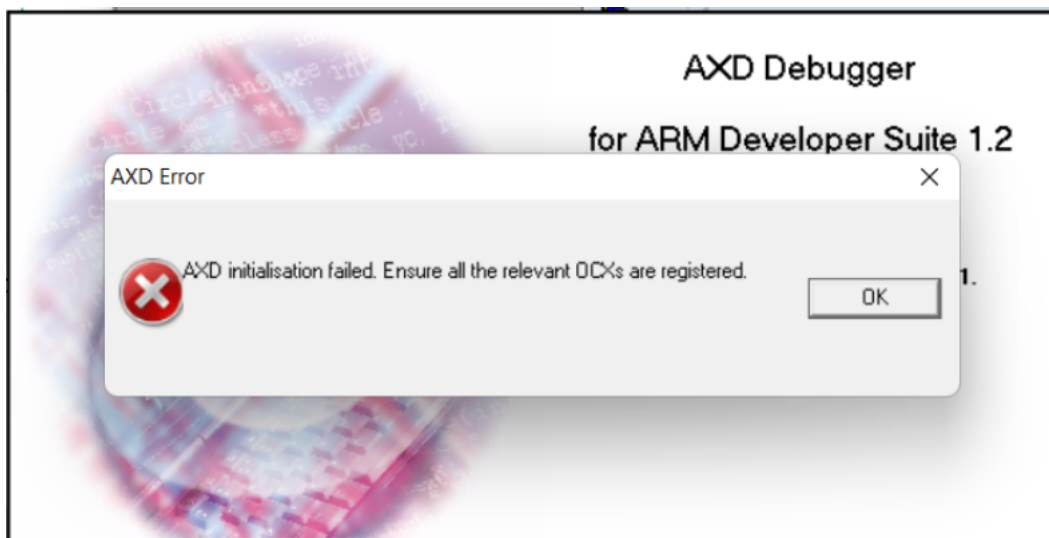 AXD Debugger
for ARM Developer Suite 1.2
AXD Error
AXD initialisation failed. Ensure all the relevant OCXs are registered.
OK
1.